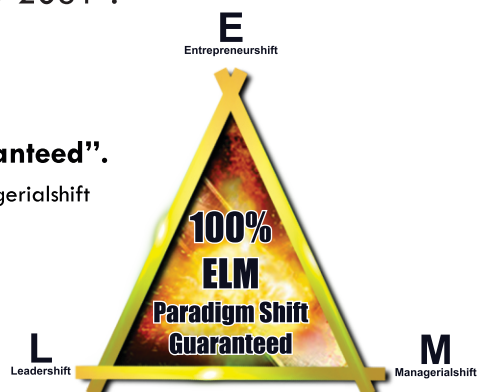 E
Entrepreneurshift
anteed”.
gerialshift
100%
ELM
Paradigm Shift
Guaranteed
L
Leadershift
M
Managerialshift